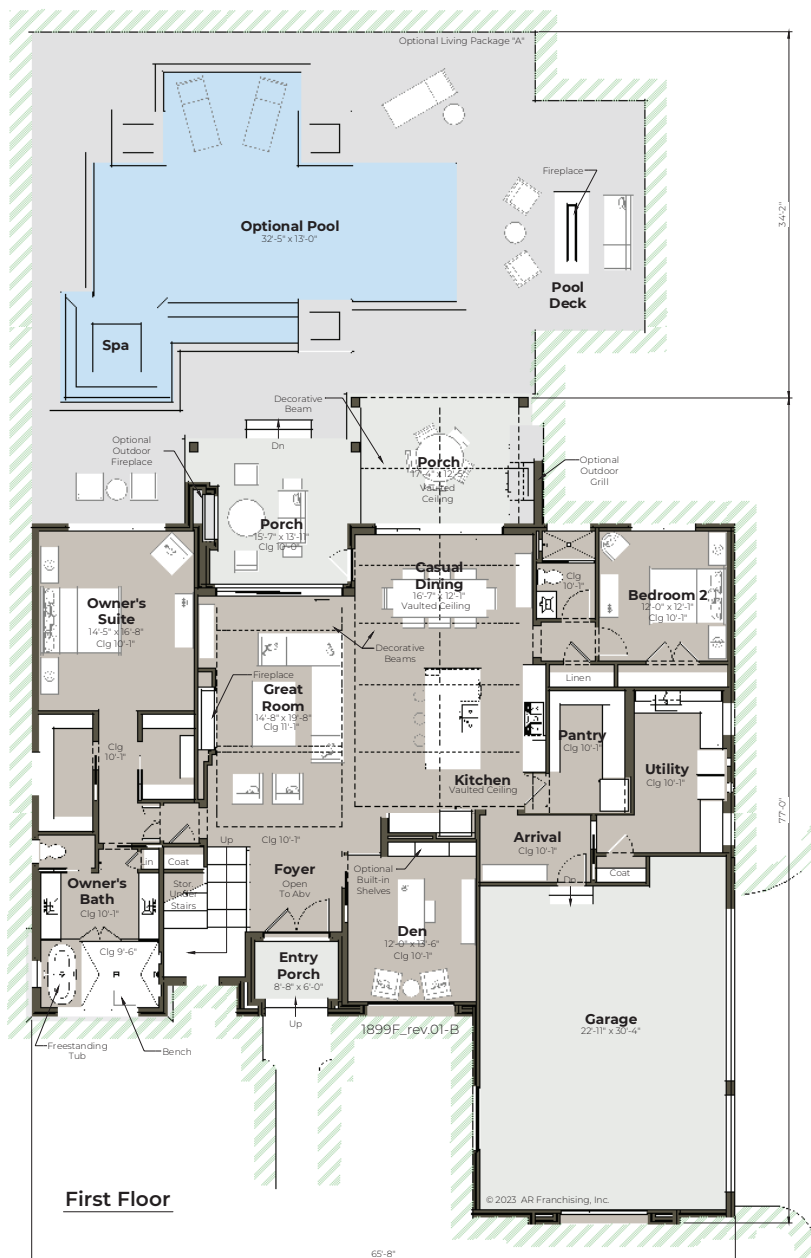 Optional Living Package "A"
Fireplace
34'-2"
Optional Pool
32'-5" x 13'-0"
Pool
Deck
Spa
Decorative
Beam
Optional
Outdoor
Fireplace
Dn
Porch
17'-4" x 12'-5"
Vaulted
Ceiling
Optional
Outdoor
Grill
Porch
15'-7" x 13'-11"
Clg 10'-0"
Casual
Dining
16'-7" x 12'-1"
Vaulted Ceiling
Clg
10'-1"
Bedroom 2
12'-0" x 12'-1"
Clg 10'-1"
Owner's
Suite
14'-5" x 16'-8"
Clg 10'-1"
Decorative
Beams
Fireplace
Linen
Great
Room
14'-8" x 19'-8"
Clg 11'-1"
Clg
10'-1"
Pantry
Clg 10'-1"
Utility
Clg 10'-1"
Kitchen
Vaulted Ceiling
77'-0"
Up
Clg 10'-1"
Arrival
Clg 10'-1"
Lin
Coat
Foyer
Open
To Abv
Optional
Built-in
Shelves
Coat
Dn
Owner's
Bath
Clg 10'-1"
Stor.
Under
Stairs
Den
12'-0" x 13'-6"
Clg 10'-1"
Clg 9'-6"
Entry
Porch
8'-8" x 6'-0"
Up
1899F_rev.01-B
Garage
22'-11" x 30'-4"
Freestanding
Tub
Bench
First Floor
© 2023 AR Franchising, Inc.
65'-8"